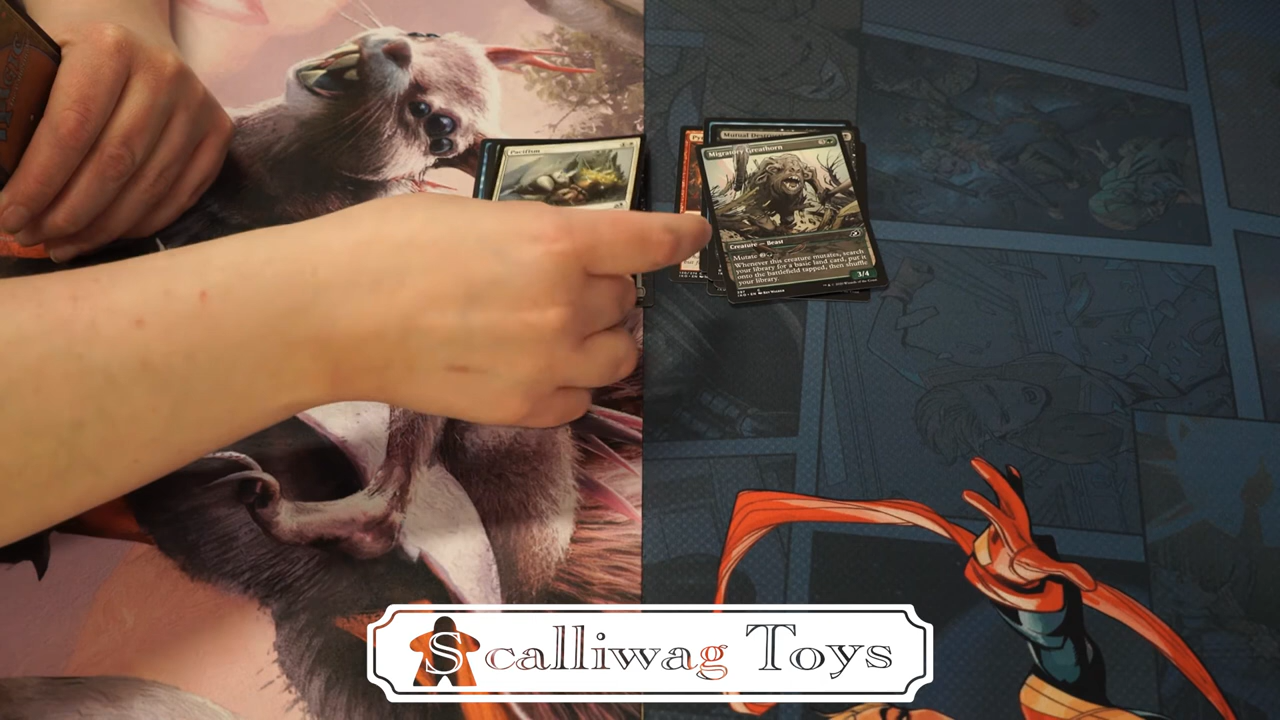 Pacifism
Mutual Destruc
Migratory Greathorn
Creature — Beast
Mutate
Whenever this creature mutates, search
your library for a basic land card, put it
onto the battlefield tapped, then shuffle
your library.
3/4
Scalliwag Toys